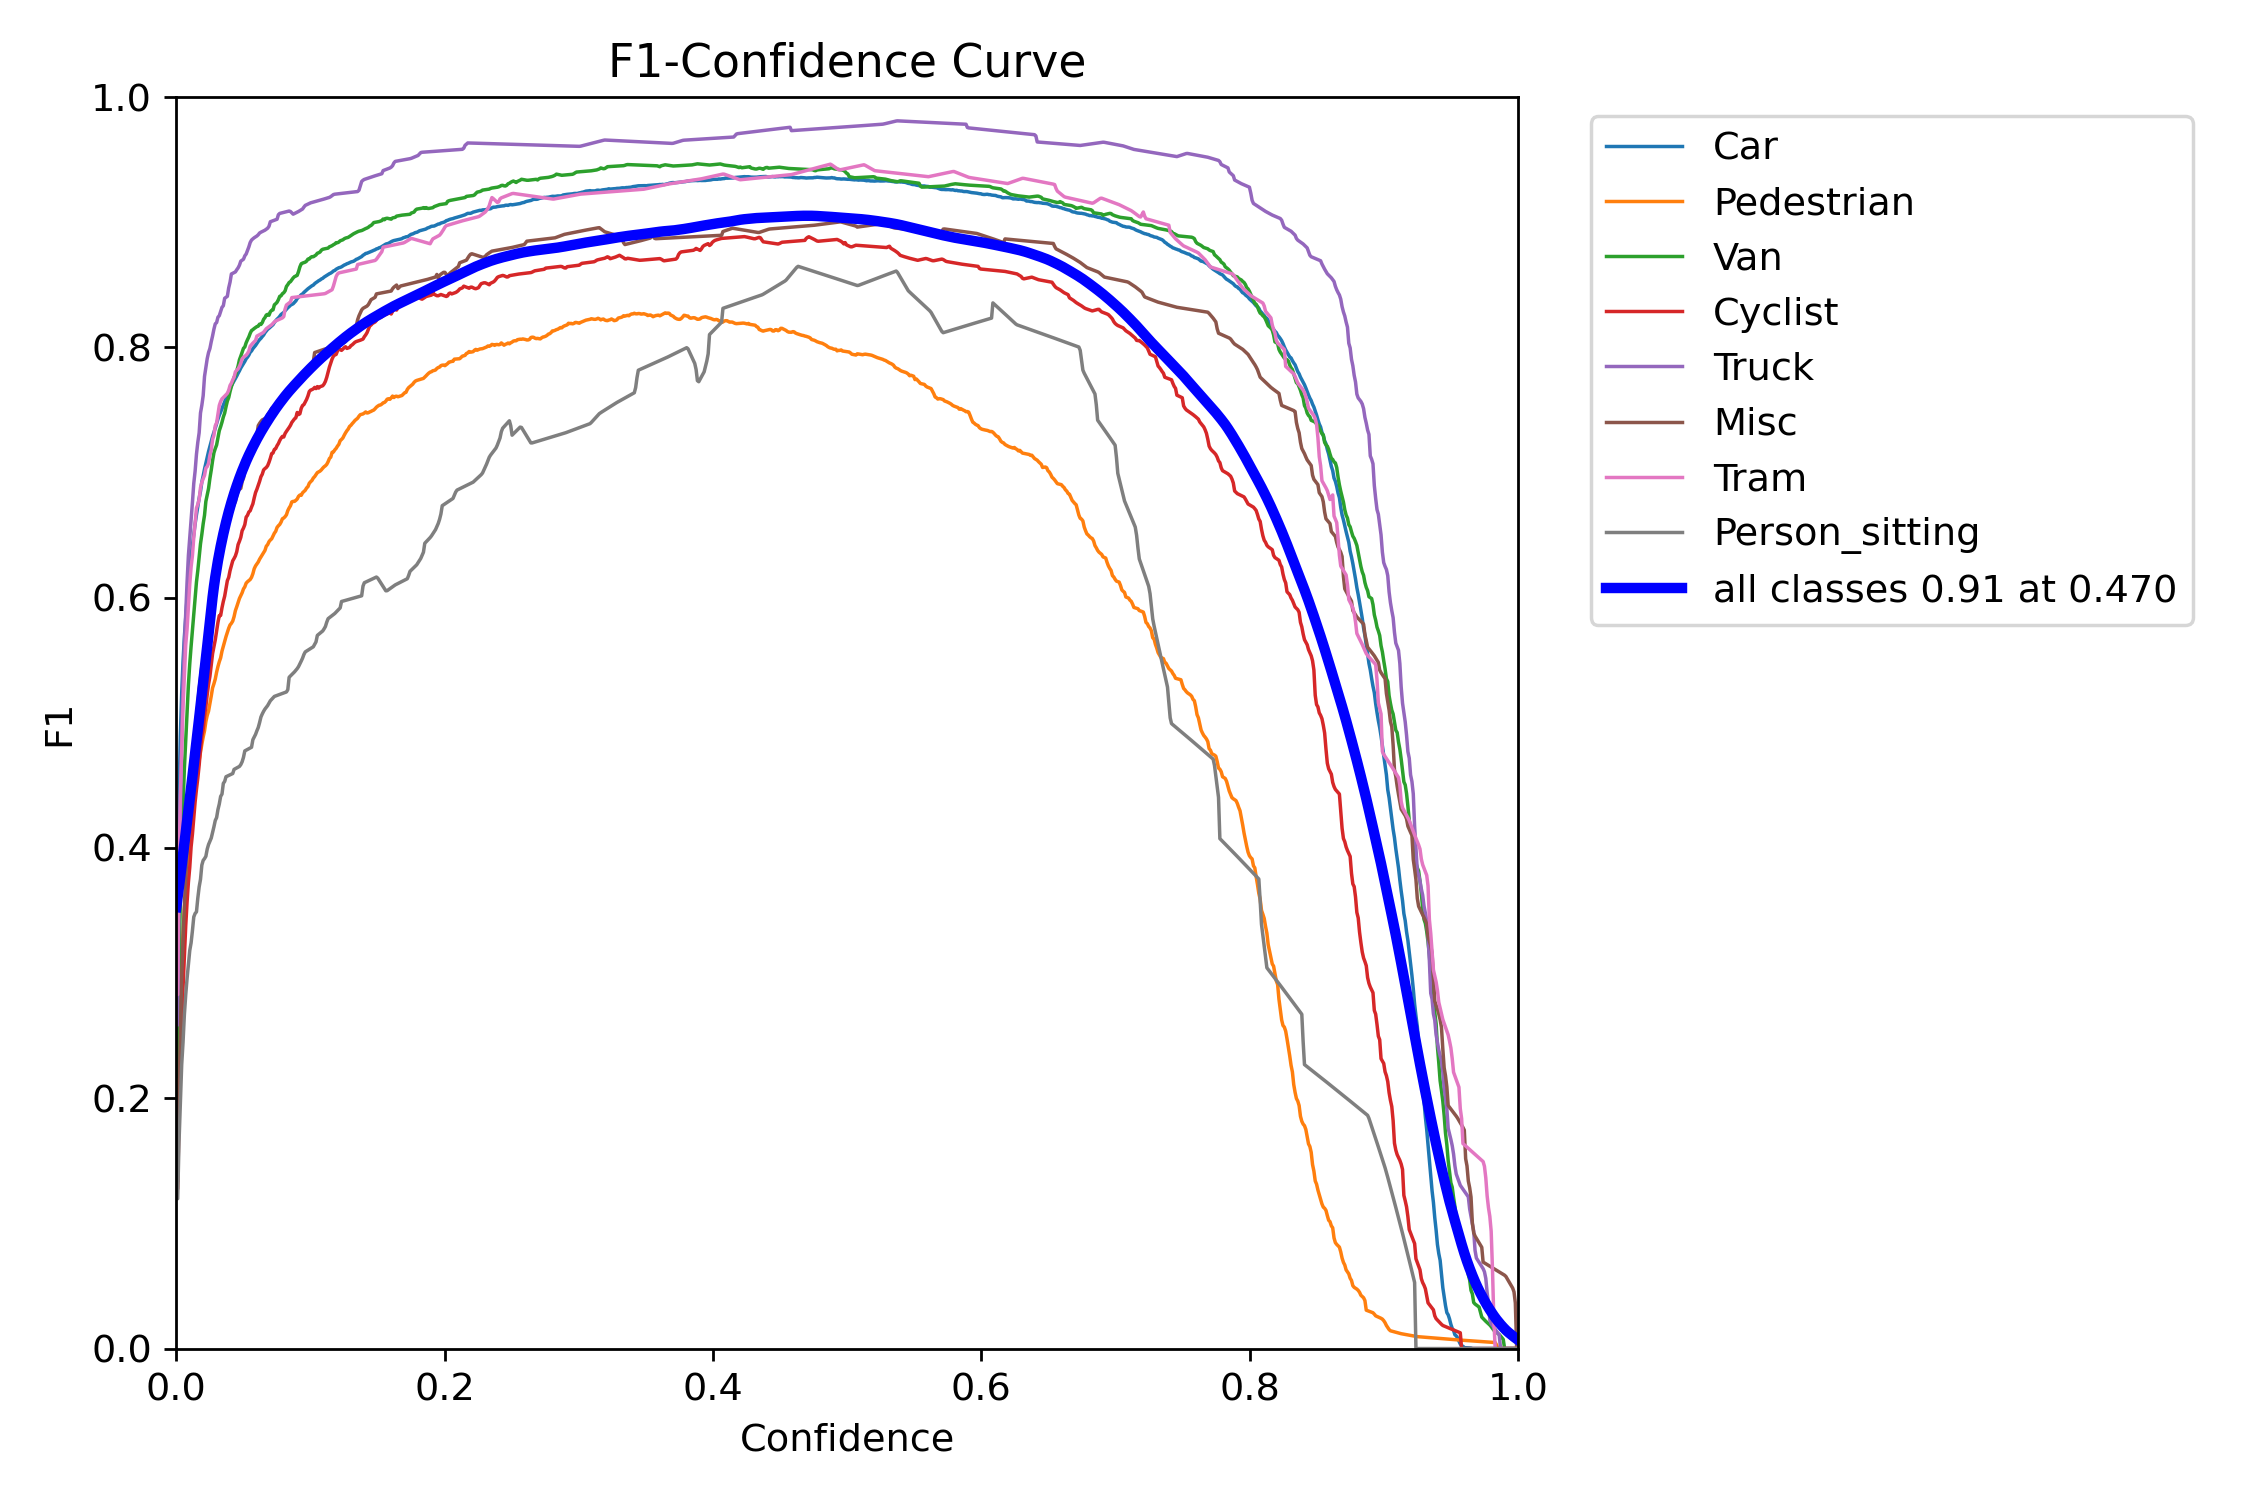 F1-Confidence Curve
1.0
0.8
0.6
0.4
0.2
0.0
F1
0.0 0.2 0.4 0.6 0.8 1.0
Confidence
Car
Pedestrian
Van
Cyclist
Truck
Misc
Tram
Person_sitting
all classes 0.91 at 0.470